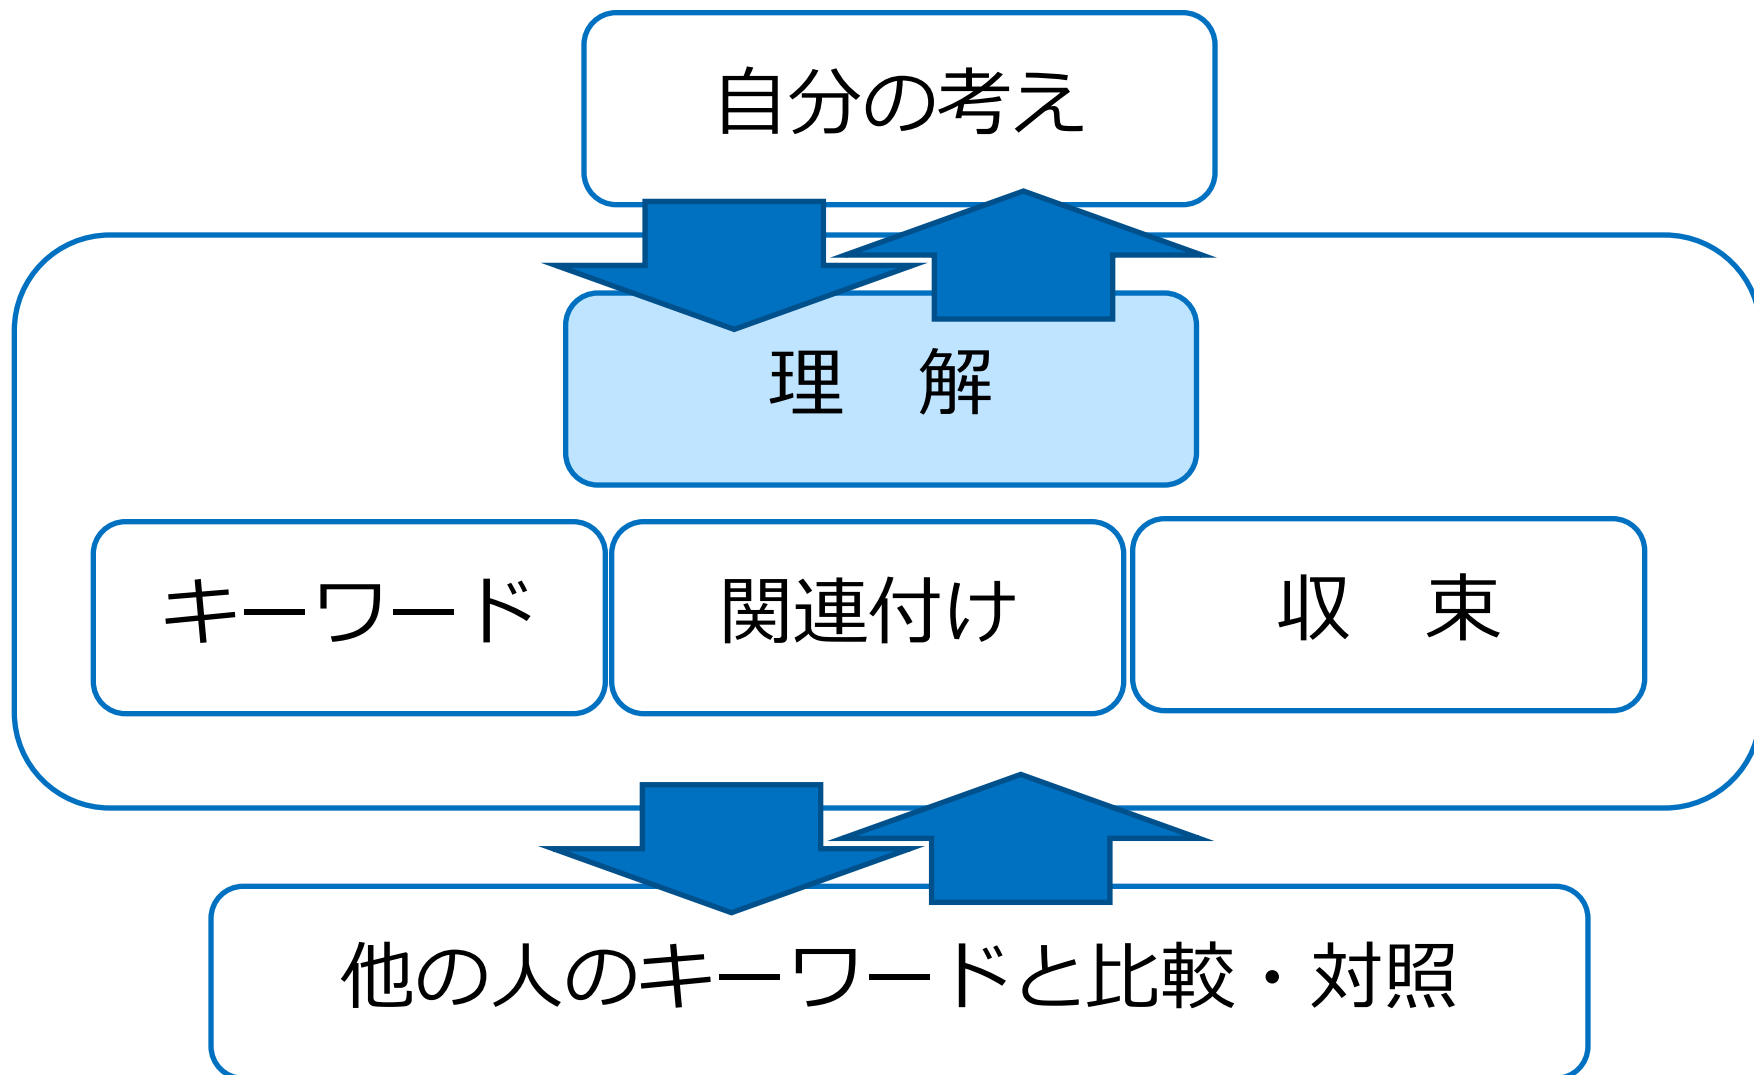 自分の考え
理　解
キーワード
関連付け
収　束
他の人のキーワードと比較・対照